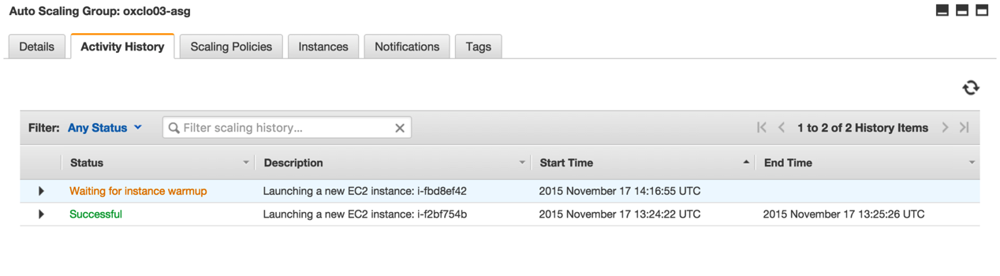 Auto Scaling Group: oxclo03-asg
Details Activity History Scaling Policies Instances Notifications Tags
Filter: Any Status Filter scaling history... 1 to 2 of 2 History Items
Status Description Start Time End Time
Waiting for instance warmup Launching a new EC2 instance: i-fbd8ef42 2015 November 17 14:16:55 UTC
Successful Launching a new EC2 instance: i-f2bf754b 2015 November 17 13:24:22 UTC 2015 November 17 13:25:26 UTC